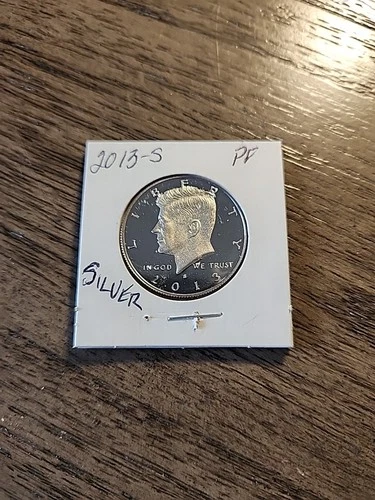 2013-S PF
LIBERTY
IN GOD WE TRUST
S
2013
SILVER